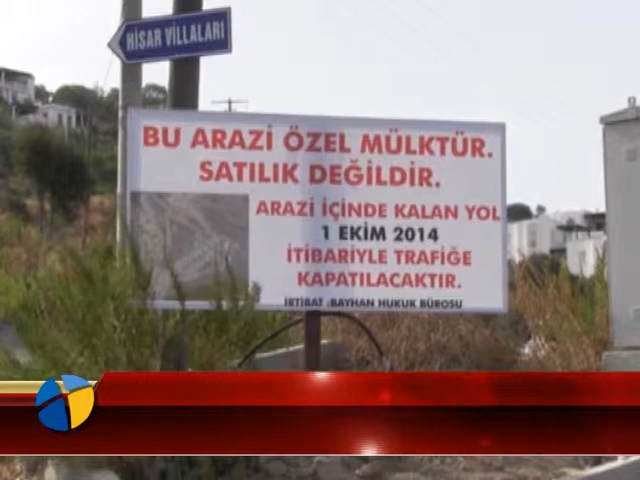 HİSAR VİLLALARI
BU ARAZİ ÖZEL MÜLKTÜR.
SATILIK DEĞİLDİR.
ARAZİ İÇİNDE KALAN YOL
1 EKİM 2014
İTİBARİYLE TRAFİĞE
KAPATILACAKTIR.
İRTİBAT :BAYHAN HUKUK BÜROSU